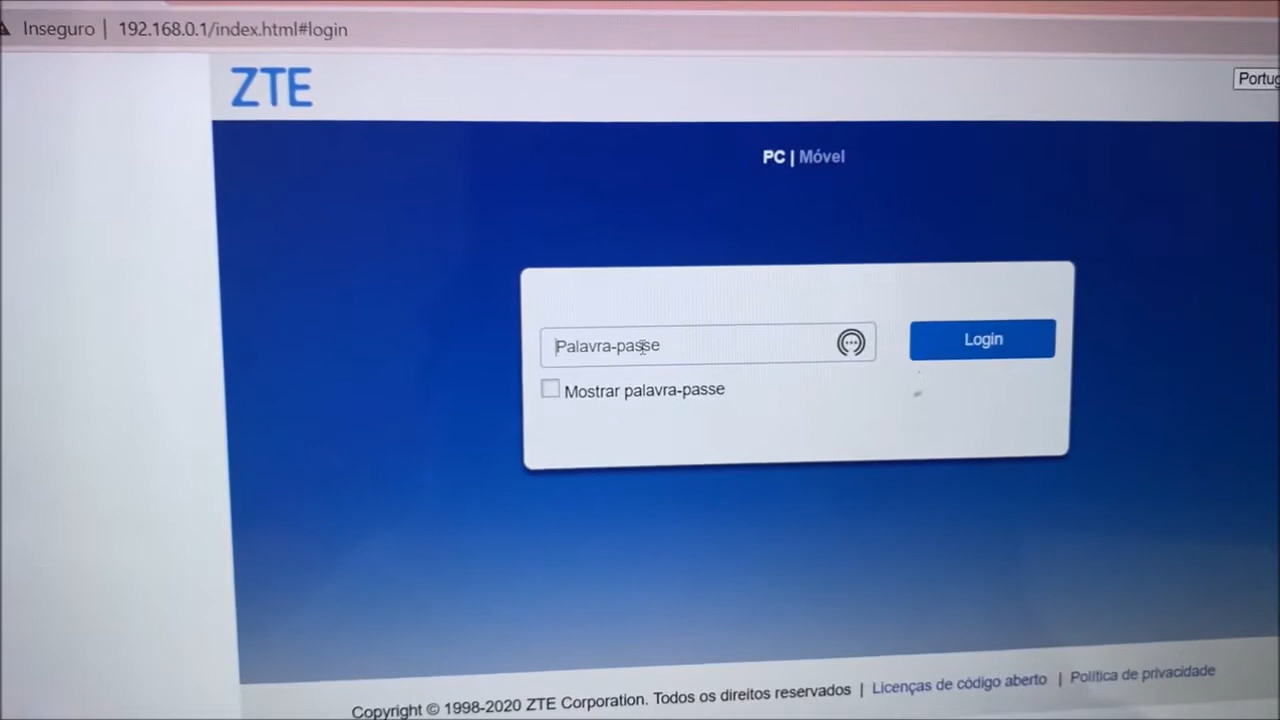 Inseguro | 192.168.0.1/index.html#login
ZTE
PC | Móvel
Palavra-passe
Login
Mostrar palavra-passe
Copyright © 1998-2020 ZTE Corporation. Todos os direitos reservados | Licenças de código aberto | Política de privacidade